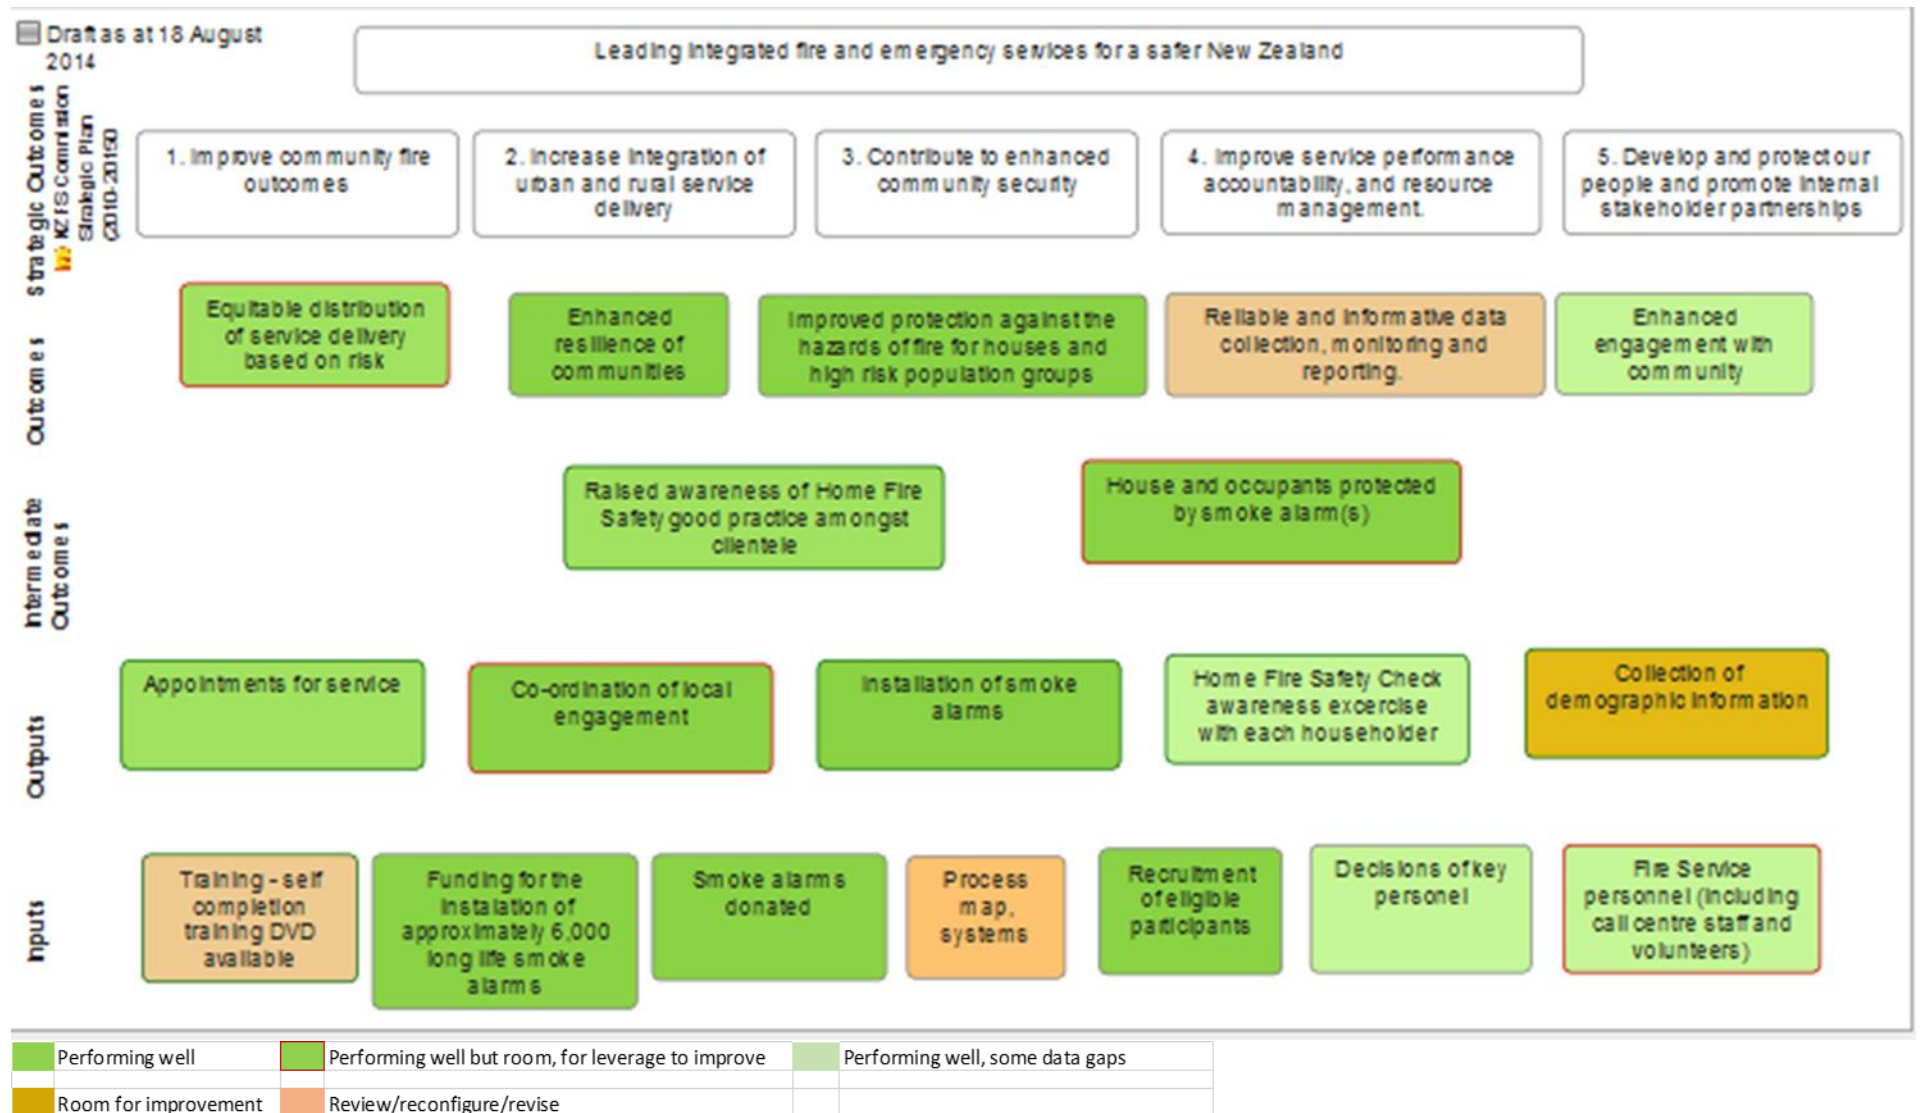 Draft as at 18 August
2014
Leading integrated fire and emergency services for a safer New Zealand
Strategic Outcomes
NZFS Commission
Strategic Plan
(2010-20150
1. Improve community fire
outcomes
2. Increase integration of
urban and rural service
delivery
3. Contribute to enhanced
community security
4. Improve service performance
accountability, and resource
management.
5. Develop and protect our
people and promote internal
stakeholder partnerships
Outcomes
Equitable distribution
of service delivery
based on risk
Enhanced
resilience of
communities
Improved protection against the
hazards of fire for houses and
high risk population groups
Reliable and informative data
collection, monitoring and
reporting.
Enhanced
engagement with
community
Intermediate
Outcomes
Raised awareness of Home Fire
Safety good practice amongst
clientele
House and occupants protected
by smoke alarm(s)
Outputs
Appointments for service
Co-ordination of local
engagement
Installation of smoke
alarms
Home Fire Safety Check
awareness excercise
with each householder
Collection of
demographic information
Inputs
Training - self
completion
training DVD
available
Funding for the
instalation of
approximately 6,000
long life smoke
alarms
Smoke alarms
donated
Process
map,
systems
Recruitment
of eligible
participants
Decisions of key
personel
Fire Service
personnel (including
call centre staff and
volunteers)
Performing well
Performing well but room, for leverage to improve
Performing well, some data gaps
Room for improvement
Review/reconfigure/revise